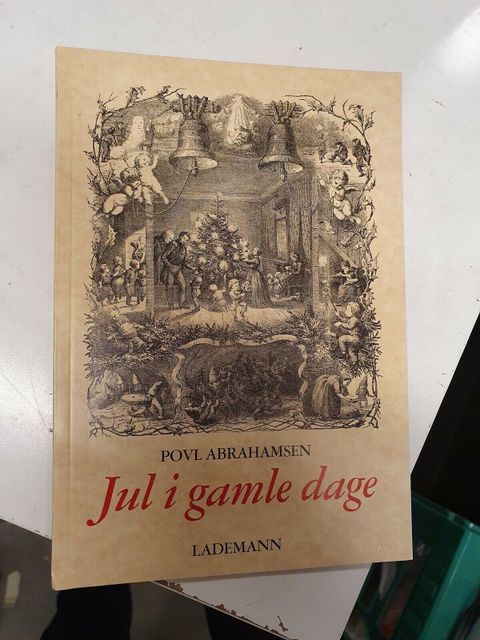 POVL ABRAHAMSEN
Jul i gamle dage
LADEMANN